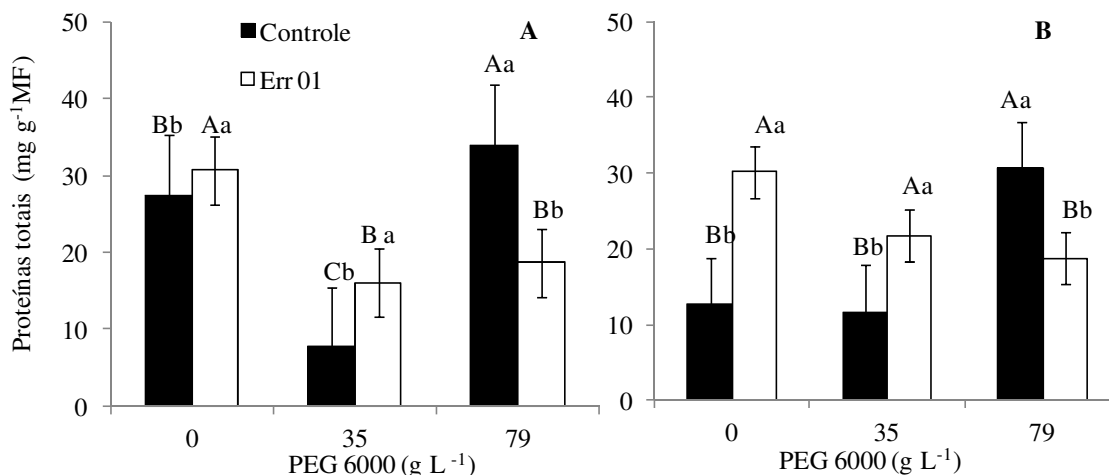 Proteínas totais (mg g-1MF)
50
40
30
20
10
0
Controle
Err 01
A
Bb
Aa
Cb
B a
Aa
Bb
0
35
79
PEG 6000 (g L -1)
50
40
30
20
10
0
B
Bb
Aa
Bb
Aa
Aa
Bb
0
35
79
PEG 6000 (g L -1)